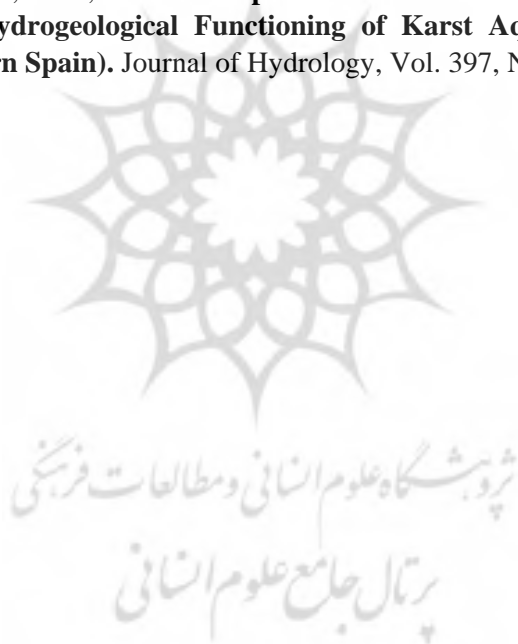 ydrogeological Functioning of Karst Aq
rn Spain). Journal of Hydrology, Vol. 397, N
پژوهشگاه علوم انسانی و مطالعات فرهنگی
پرتال جامع علوم انسانی